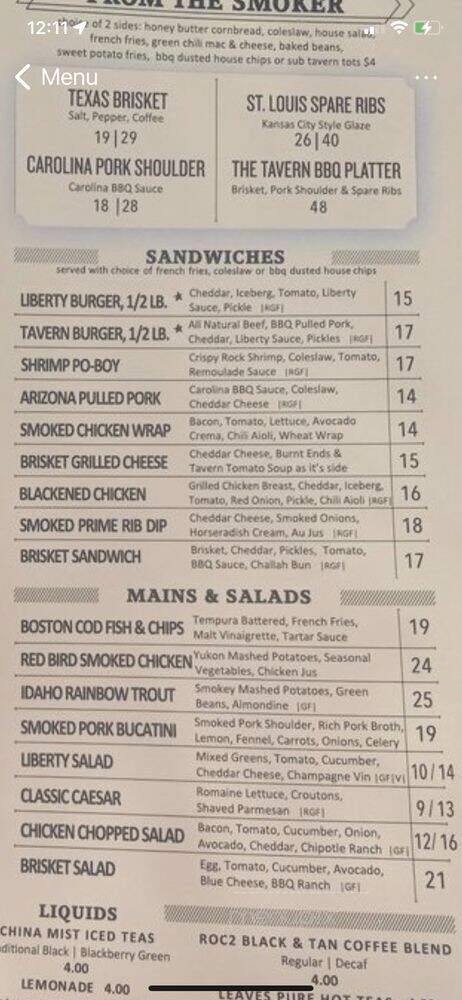 FROM THE SMOKER
12:11
choice of 2 sides: honey butter cornbread, coleslaw, house salad,
french fries, green chili mac & cheese, baked beans,
sweet potato fries, bbq dusted house chips or sub tavern tots $4
Menu
TEXAS BRISKET
Salt, Pepper, Coffee
19|29
ST. LOUIS SPARE RIBS
Kansas City Style Glaze
26|40
CAROLINA PORK SHOULDER
Carolina BBQ Sauce
18 |28
THE TAVERN BBQ PLATTER
Brisket, Pork Shoulder & Spare Ribs
48
SANDWICHES
served with choice of french fries, coleslaw or bbq dusted house chips
LIBERTY BURGER, 1/2 LB. * Cheddar, Iceberg, Tomato, Liberty 15
Sauce, Pickle |RGF|
TAVERN BURGER, 1/2 LB. * All Natural Beef, BBQ Pulled Pork, 17
Cheddar, Liberty Sauce, Pickles |RGF|
SHRIMP PO-BOY Crispy Rock Shrimp, Coleslaw, Tomato, 17
Remoulade Sauce |RGF|
ARIZONA PULLED PORK Carolina BBQ Sauce, Coleslaw, 14
Cheddar Cheese |RGF|
SMOKED CHICKEN WRAP Bacon, Tomato, Lettuce, Avocado 14
Crema, Chili Aioli, Wheat Wrap
BRISKET GRILLED CHEESE Cheddar Cheese, Burnt Ends & 15
Tavern Tomato Soup as it's side
BLACKENED CHICKEN Grilled Chicken Breast, Cheddar, Iceberg, 16
Tomato, Red Onion, Pickle, Chili Aioli |RGF|
SMOKED PRIME RIB DIP Cheddar Cheese, Smoked Onions, 18
Horseradish Cream, Au Jus |RGF|
BRISKET SANDWICH Brisket, Cheddar, Pickles, Tomato, 17
BBQ Sauce, Challah Bun |RGF|
MAINS & SALADS
BOSTON COD FISH & CHIPS Tempura Battered, French Fries, 19
Malt Vinaigrette, Tartar Sauce
RED BIRD SMOKED CHICKEN Yukon Mashed Potatoes, Seasonal 24
Vegetables, Chicken Jus
IDAHO RAINBOW TROUT Smokey Mashed Potatoes, Green 25
Beans, Almondine |GF|
SMOKED PORK BUCATINI Smoked Pork Shoulder, Rich Pork Broth, 19
Lemon, Fennel, Carrots, Onions, Celery
LIBERTY SALAD Mixed Greens, Tomato, Cucumber, 10/14
Cheddar Cheese, Champagne Vin |GF|V|
CLASSIC CAESAR Romaine Lettuce, Croutons, 9/13
Shaved Parmesan |RGF|
CHICKEN CHOPPED SALAD Bacon, Tomato, Cucumber, Onion, 12/16
Avocado, Cheddar, Chipotle Ranch |GF|
BRISKET SALAD Egg, Tomato, Cucumber, Avocado, 21
Blue Cheese, BBQ Ranch |GF|
LIQUIDS
CHINA MIST ICED TEAS
ditional Black | Blackberry Green
4.00
LEMONADE 4.00
ROC2 BLACK & TAN COFFEE BLEND
Regular | Decaf
4.00
LEAVES PURE HOT TEAS 4.00